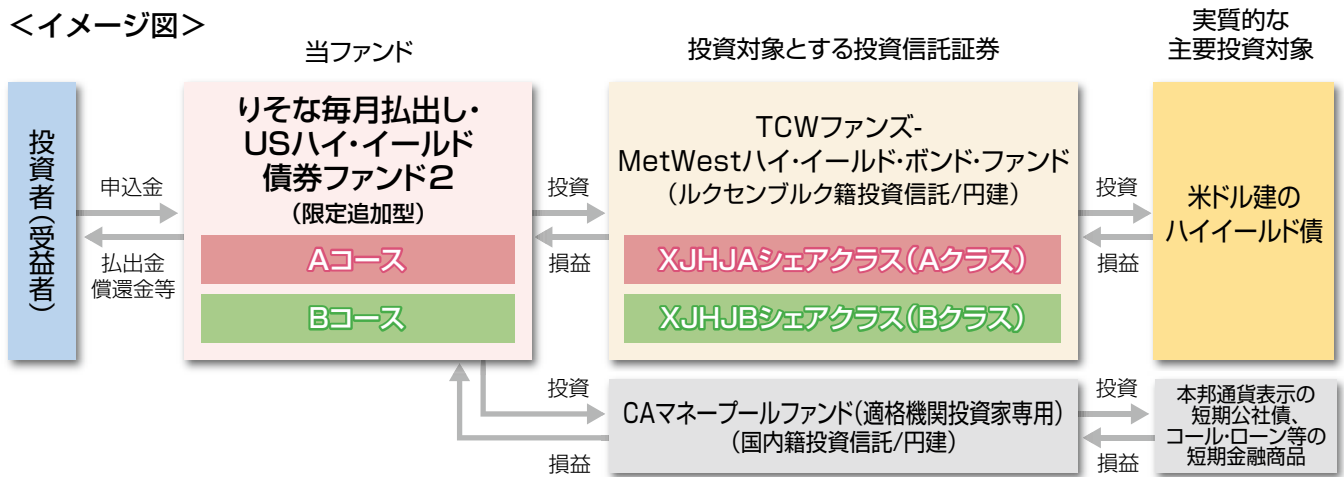 <イメージ図>
当ファンド
投資対象とする投資信託証券
実質的な
主要投資対象
投資者(受益者)
申込金
払出金
償還金等
りそな毎月払出し・
USハイ・イールド
債券ファンド2
(限定追加型)
Aコース
Bコース
投資
損益
TCWファンズ-
MetWestハイ・イールド・ボンド・ファンド
(ルクセンブルク籍投資信託/円建)
XJHJAシェアクラス(Aクラス)
XJHJBシェアクラス(Bクラス)
投資
損益
米ドル建の
ハイイールド債
投資
損益
CAマネープールファンド(適格機関投資家専用)
(国内籍投資信託/円建)
投資
損益
本邦通貨表示の
短期公社債、
コール・ローン等の
短期金融商品